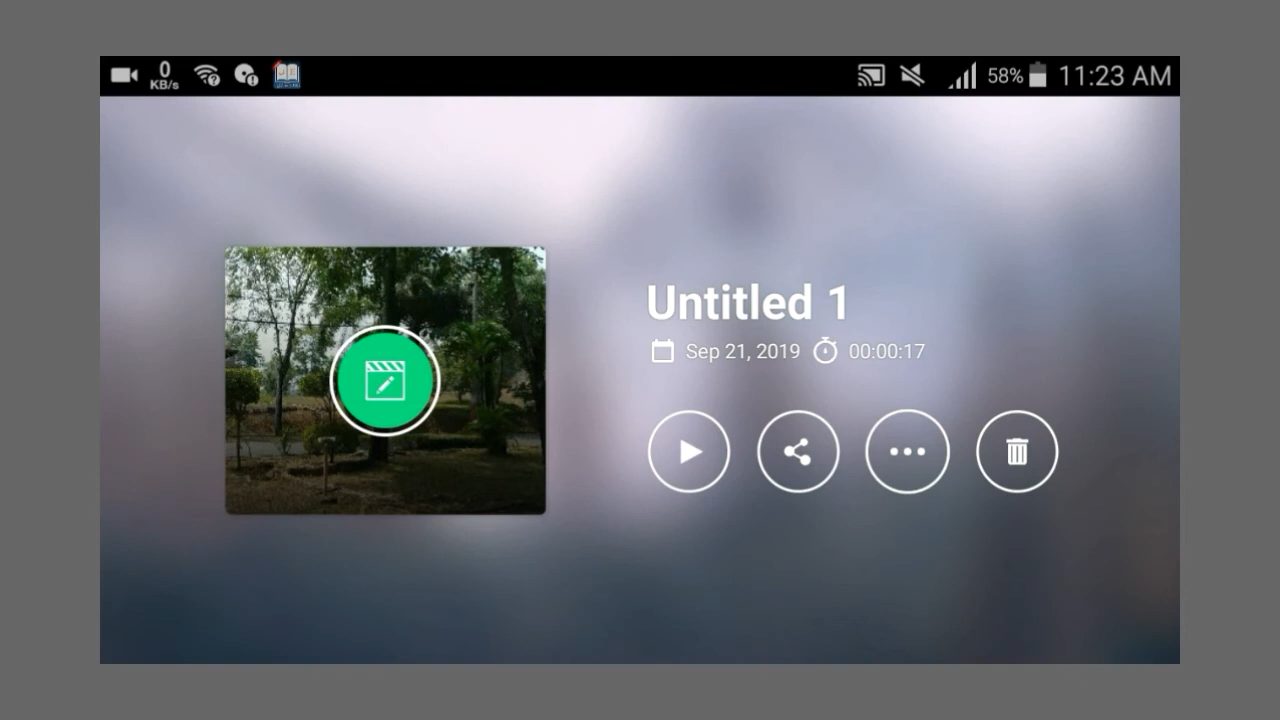 0
KB/s
58%
11:23 AM
Untitled 1
Sep 21, 2019
00:00:17